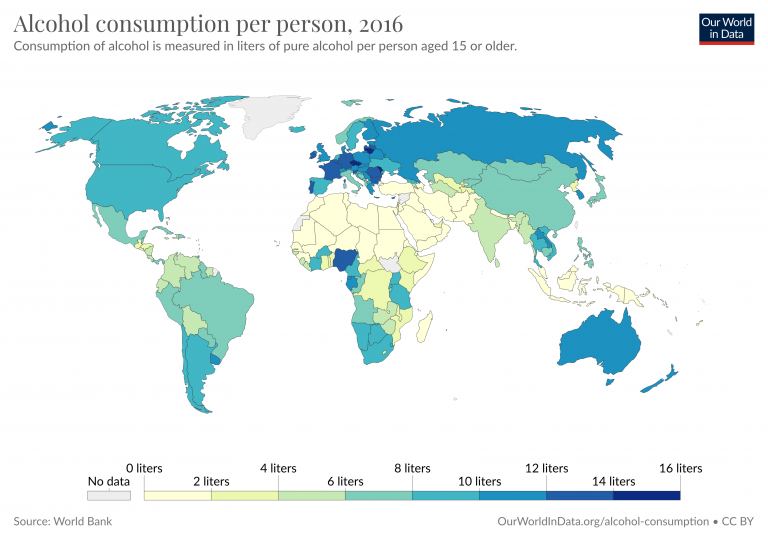 Alcohol consumption per person, 2016
Consumption of alcohol is measured in liters of pure alcohol per person aged 15 or older.
Our World
in Data
0 liters 4 liters 8 liters 12 liters 16 liters
No data 2 liters 6 liters 10 liters 14 liters
Source: World Bank
OurWorldInData.org/alcohol-consumption • CC BY